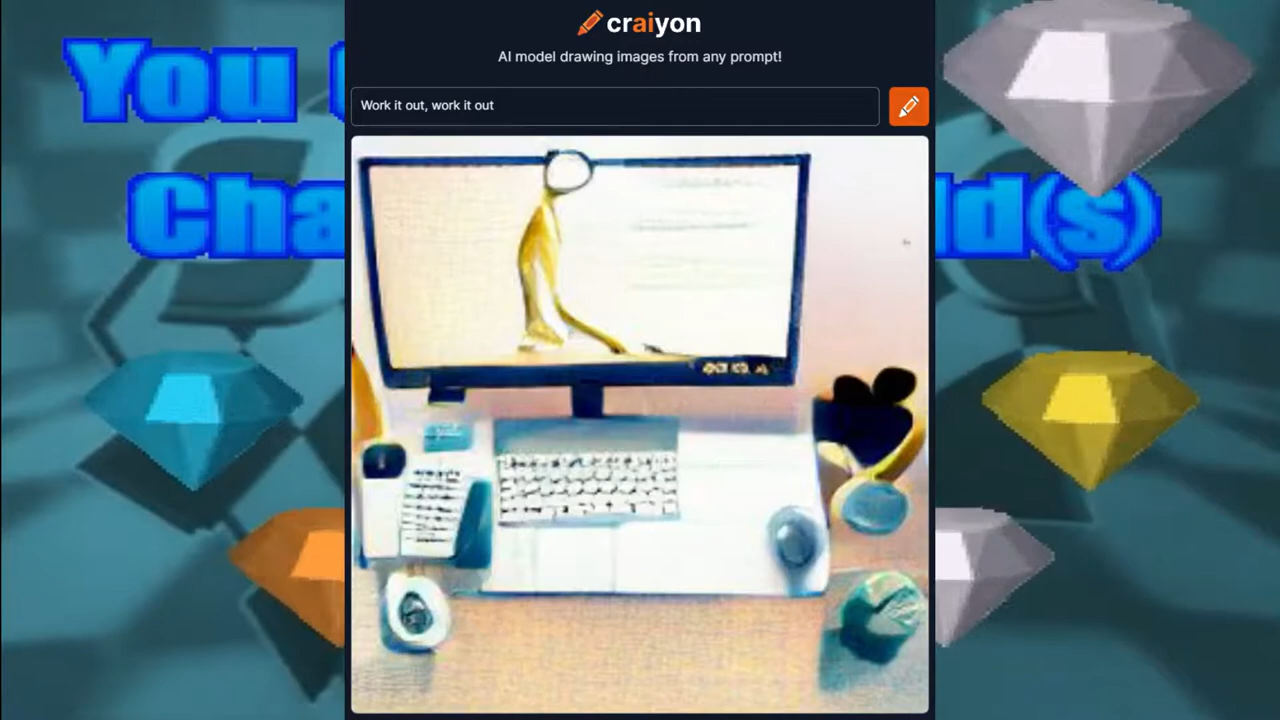 craiyon
AI model drawing images from any prompt!
You
Work it out, work it out
Cha ld(s)